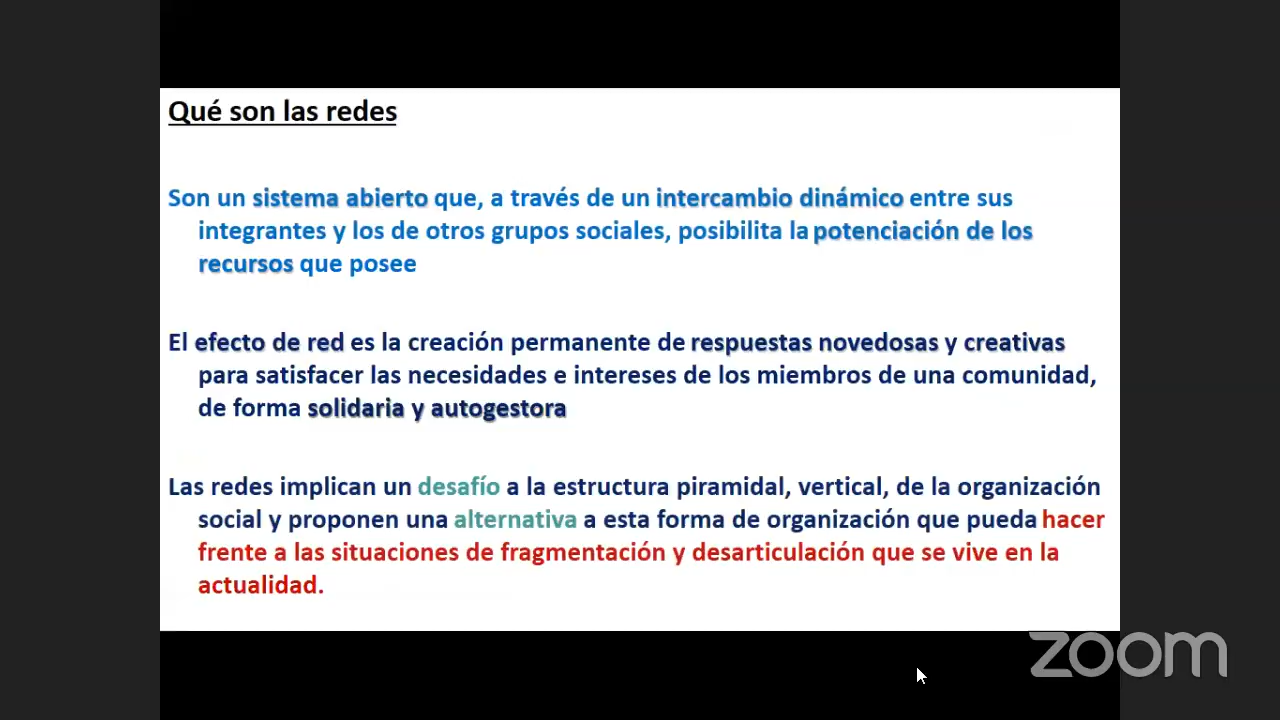 Qué son las redes
Son un sistema abierto que, a través de un intercambio dinámico entre sus
integrantes y los de otros grupos sociales, posibilita la potenciación de los
recursos que posee
El efecto de red es la creación permanente de respuestas novedosas y creativas
para satisfacer las necesidades e intereses de los miembros de una comunidad,
de forma solidaria y autogestora
Las redes implican un desafío a la estructura piramidal, vertical, de la organización
social y proponen una alternativa a esta forma de organización que pueda hacer
frente a las situaciones de fragmentación y desarticulación que se vive en la
actualidad.
zoom